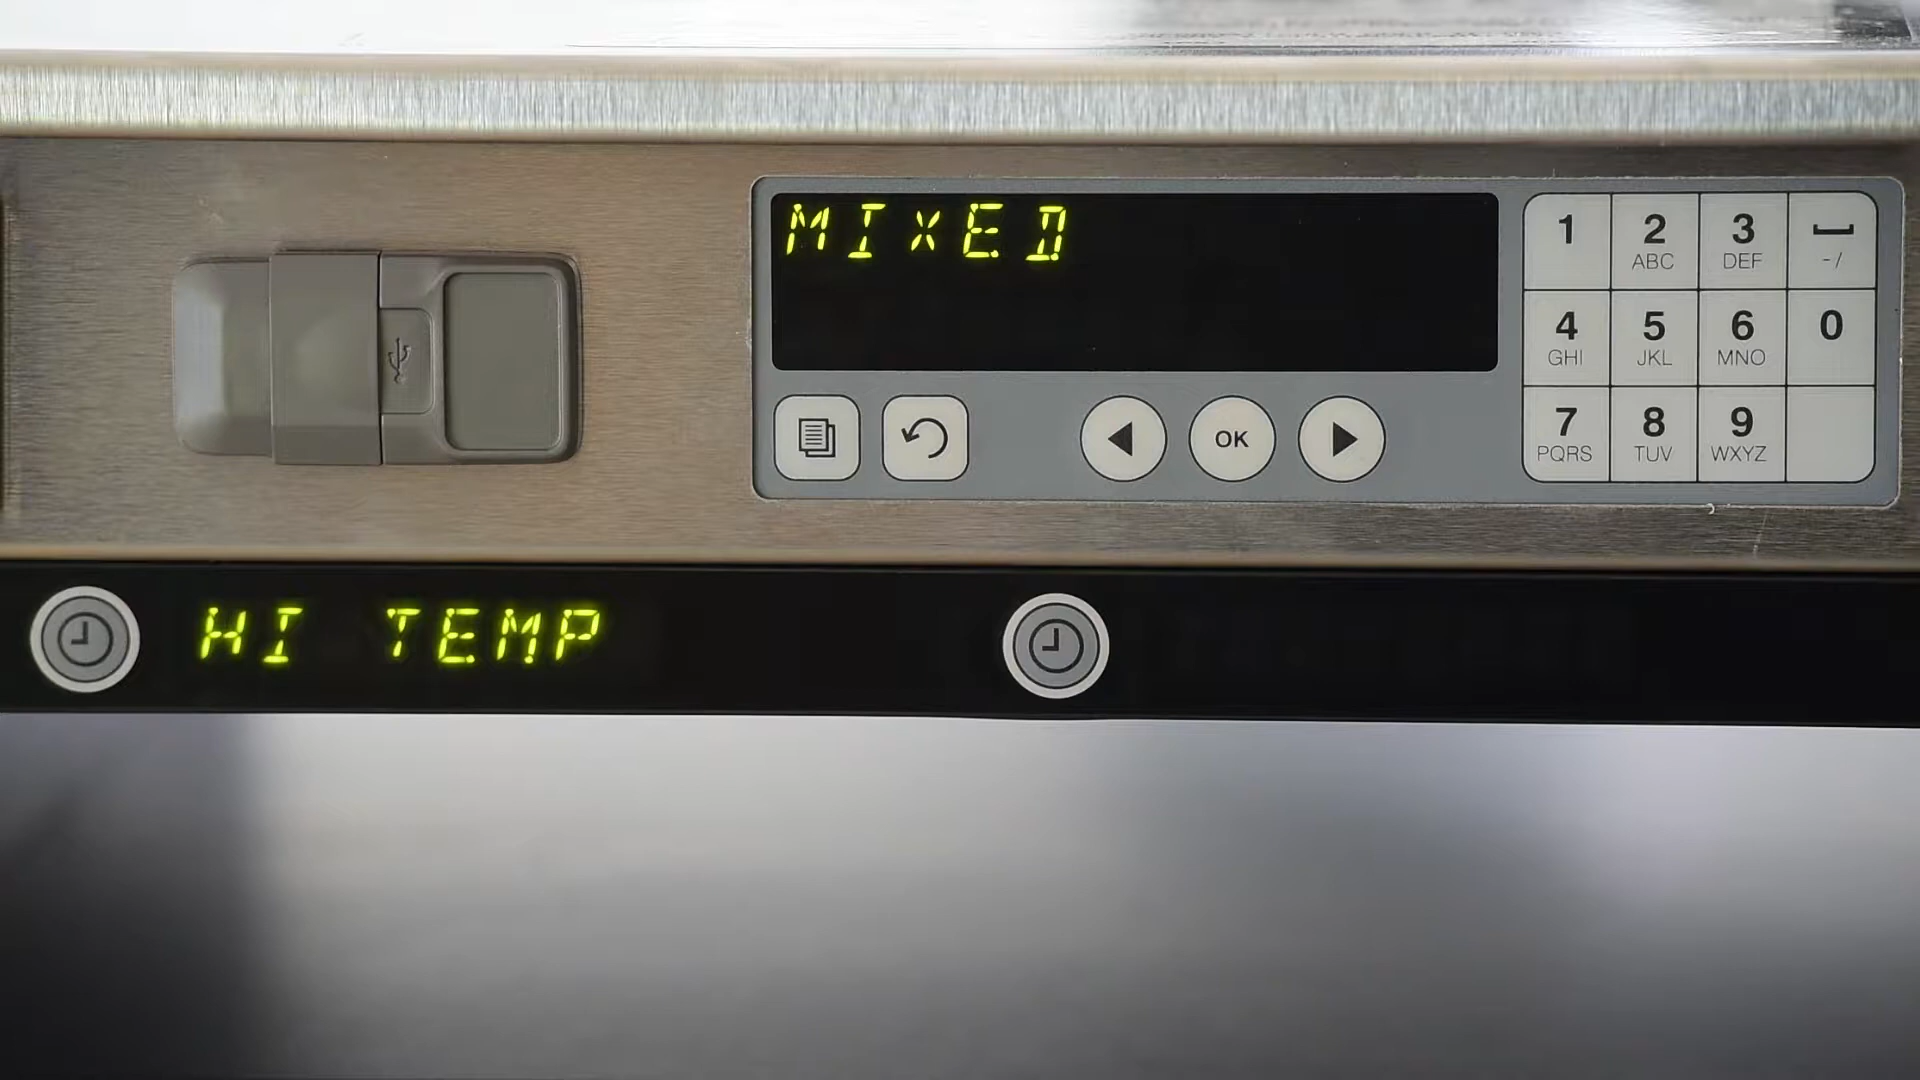 MIXED
1
2
ABC
3
DEF
- /
4
GHI
5
JKL
6
MNO
0
OK
7
PQRS
8
TUV
9
WXYZ
HI TEMP